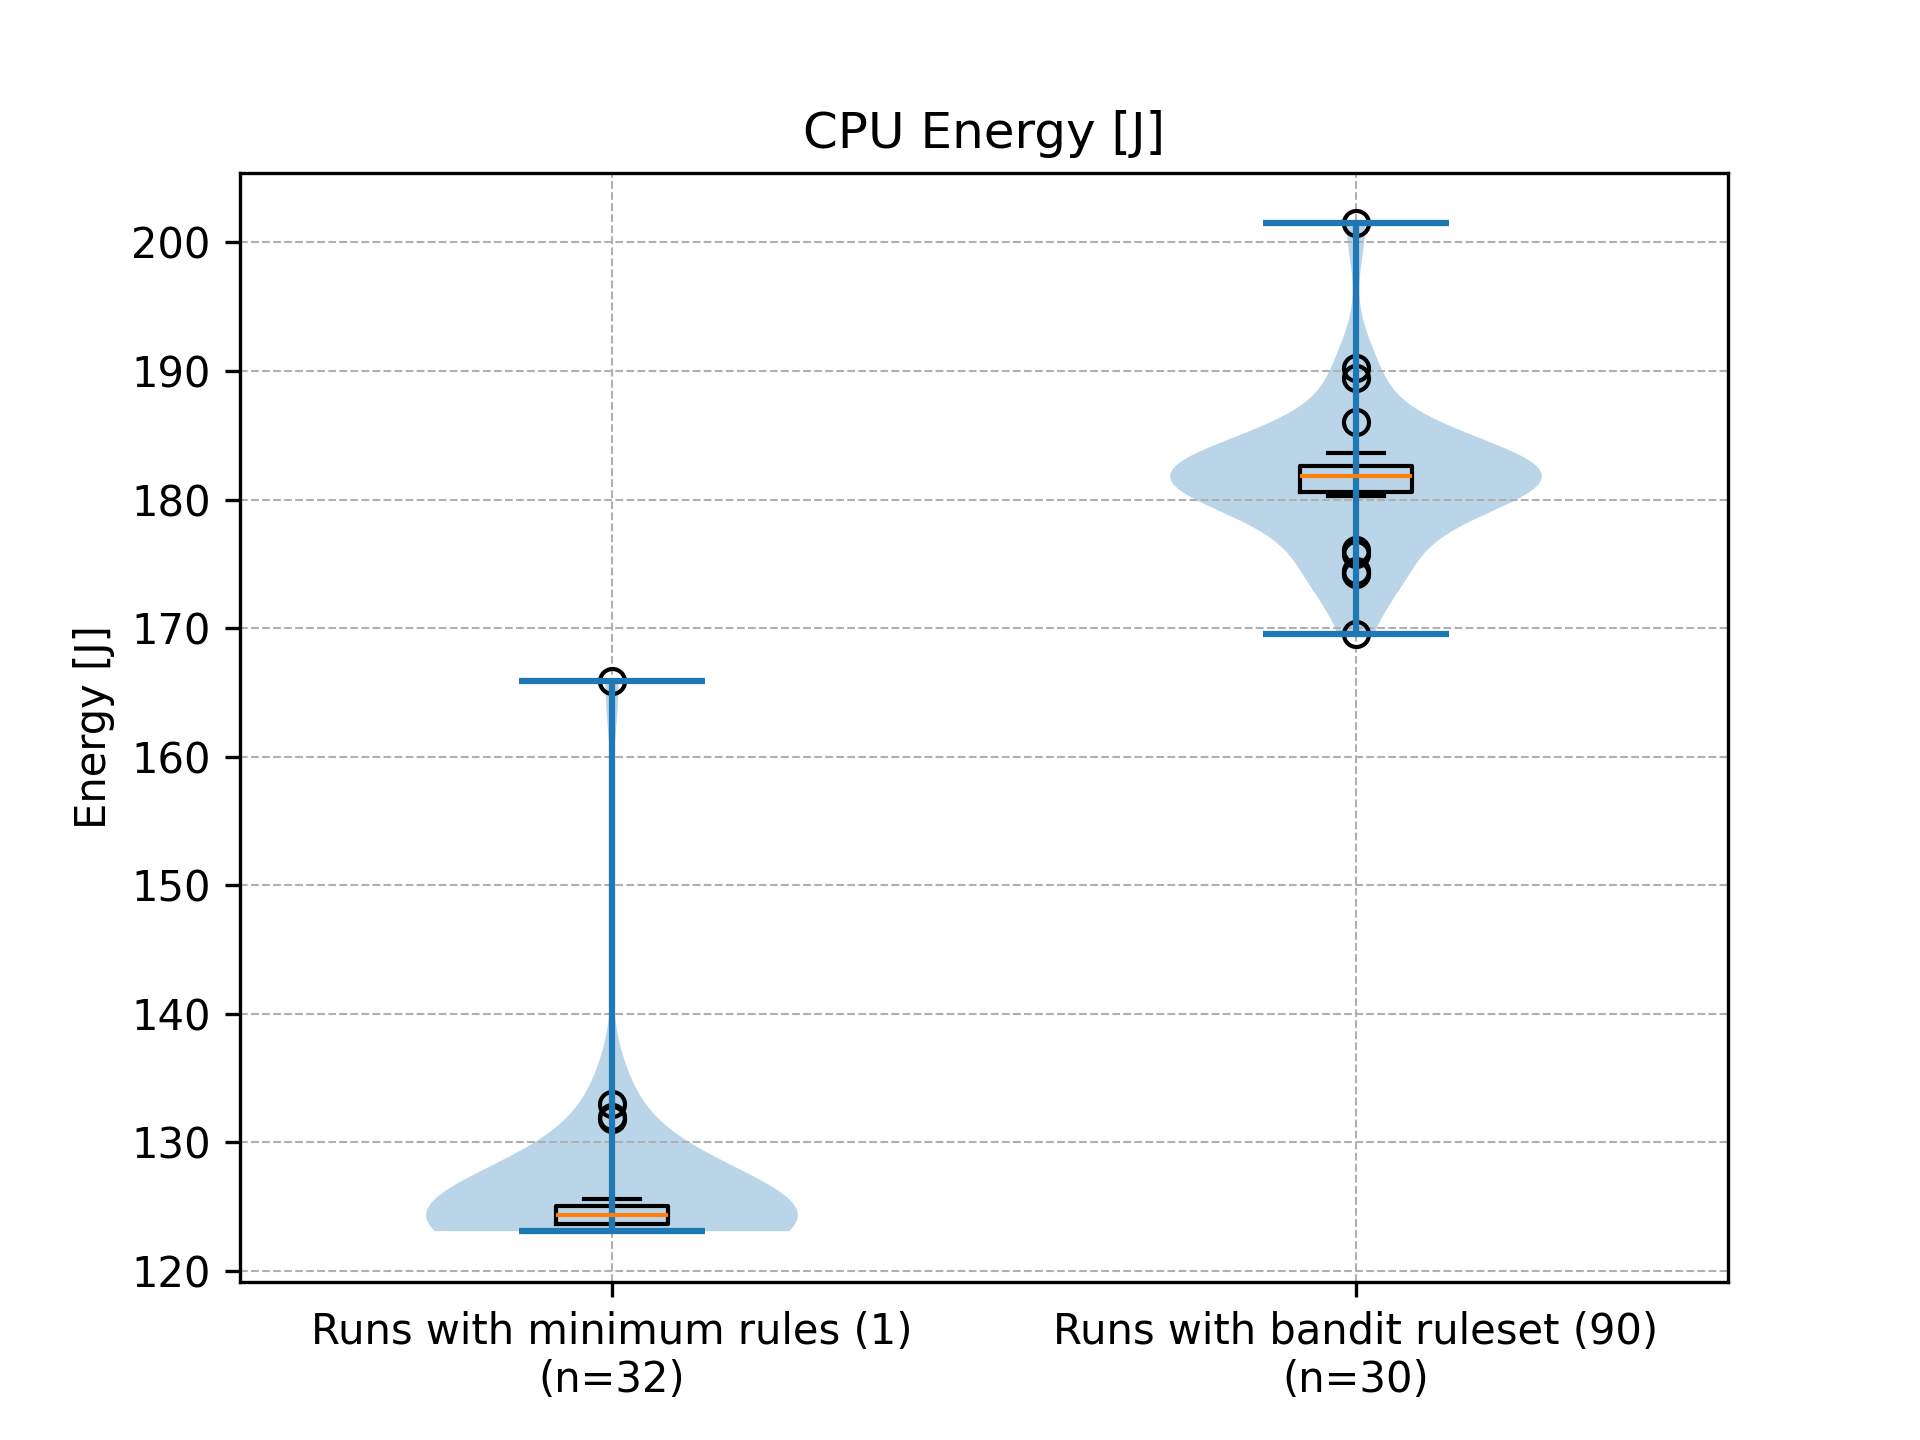 CPU Energy [J]
Energy [J]
200
190
180
170
160
150
140
130
120
Runs with minimum rules (1)
(n=32)
Runs with bandit ruleset (90)
(n=30)